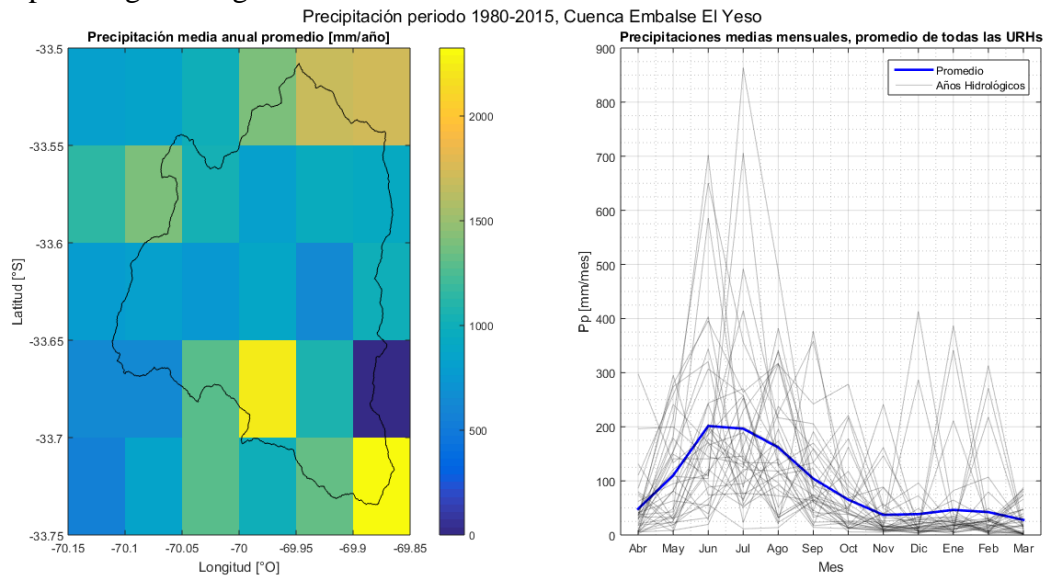 Precipitación periodo 1980-2015, Cuenca Embalse El Yeso
Precipitación media anual promedio [mm/año]
-33.5
-33.55
-33.6
-33.65
-33.7
-33.75
Latitud [°S]
-70.15 -70.1 -70.05 -70 -69.95 -69.9 -69.85
Longitud [°O]
2000
1500
1000
500
0
Precipitaciones medias mensuales, promedio de todas las URHs
900
800
700
600
500
400
300
200
100
0
Pp [mm/mes]
Promedio
Años Hidrológicos
Abr May Jun Jul Ago Sep Oct Nov Dic Ene Feb Mar
Mes